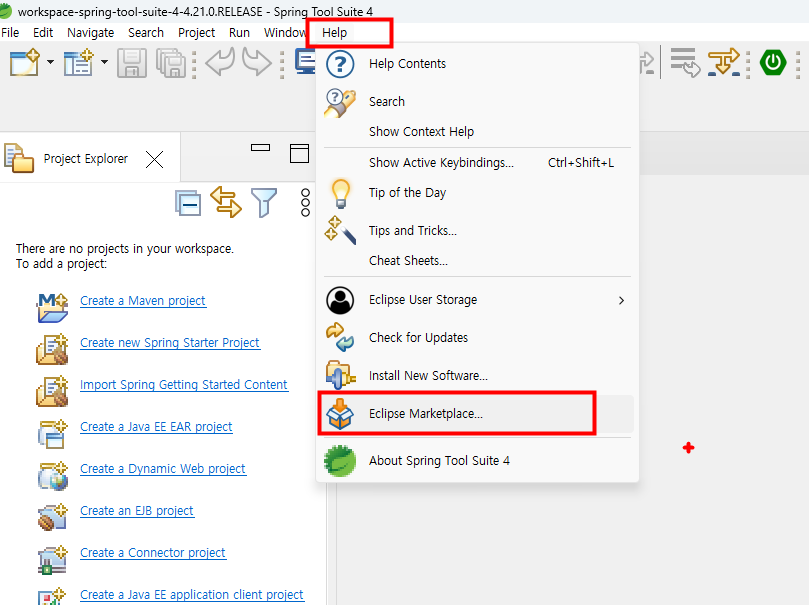 workspace-spring-tool-suite-4-4.21.0.RELEASE - Spring Tool Suite 4
File Edit Navigate Search Project Run Window Help
Help Contents
Search
Show Context Help
Show Active Keybindings... Ctrl+Shift+L
Tip of the Day
Tips and Tricks...
Cheat Sheets...
Eclipse User Storage
Check for Updates
Install New Software...
Eclipse Marketplace...
About Spring Tool Suite 4
Project Explorer
There are no projects in your workspace.
To add a project:
Create a Maven project
Create new Spring Starter Project
Import Spring Getting Started Content
Create a Java EE EAR project
Create a Dynamic Web project
Create an EJB project
Create a Connector project
Create a Java EE application client project